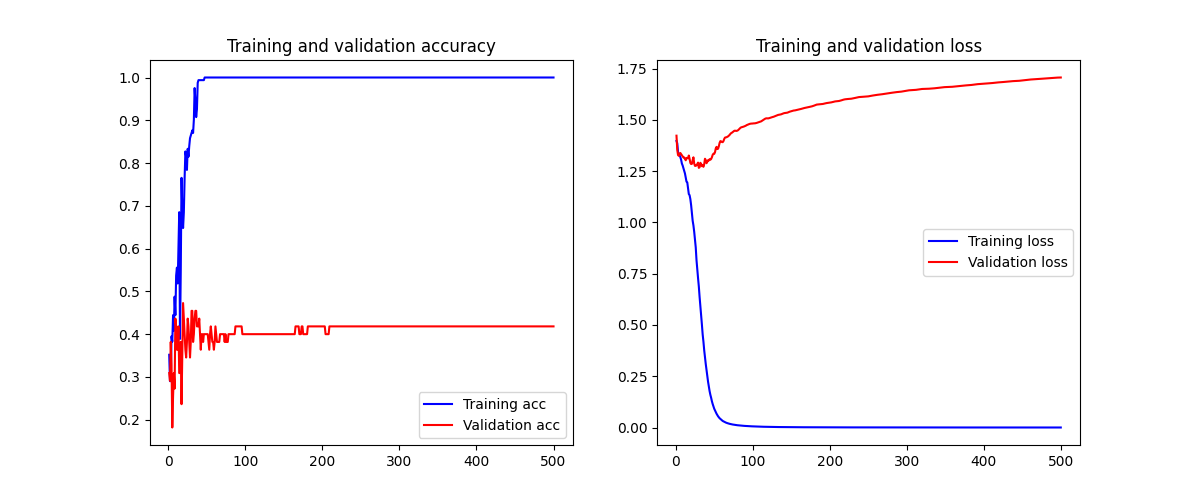 Training and validation accuracy
1.0
0.9
0.8
0.7
0.6
0.5
0.4
0.3
0.2
0 100 200 300 400 500
Training acc
Validation acc
Training and validation loss
1.75
1.50
1.25
1.00
0.75
0.50
0.25
0.00
0 100 200 300 400 500
Training loss
Validation loss